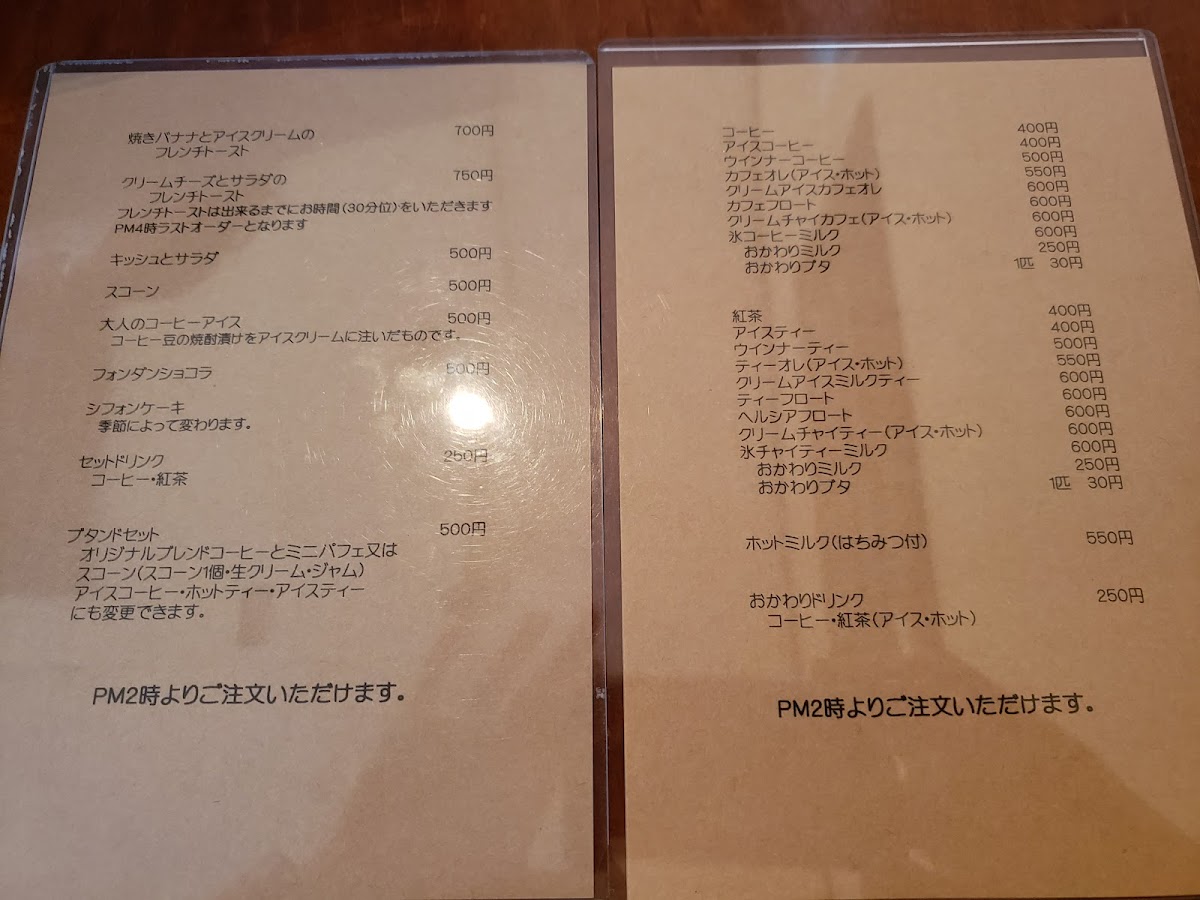 焼きバナナとアイスクリームの 700円
フレンチトースト
クリームチーズとサラダの 750円
フレンチトースト
フレンチトーストは出来るまでにお時間(30分位)をいただきます
PM4時ラストオーダーとなります
キッシュとサラダ 500円
スコーン 500円
大人のコーヒーアイス 500円
コーヒー豆の焼酎漬けをアイスクリームに注いだものです。
フォンダンショコラ 500円
シフォンケーキ
季節によって変わります。
セットドリンク 250円
コーヒー・紅茶
ブタンドセット 500円
オリジナルブレンドコーヒーとミニパフェ又は
スコーン(スコーン1個・生クリーム・ジャム)
アイスコーヒー・ホットティー・アイスティー
にも変更できます。
PM2時よりご注文いただけます。
コーヒー 400円
アイスコーヒー 400円
ウインナーコーヒー 500円
カフェオレ(アイス・ホット) 550円
クリームアイスカフェオレ 600円
カフェフロート 600円
クリームチャイカフェ(アイス・ホット) 600円
氷コーヒーミルク 600円
おかわりミルク 250円
おかわりブタ 1匹 30円
紅茶 400円
アイスティー 400円
ウインナーティー 500円
ティーオレ(アイス・ホット) 550円
クリームアイスミルクティー 600円
ティーフロート 600円
ヘルシアフロート 600円
クリームチャイティー(アイス・ホット) 600円
氷チャイティーミルク 600円
おかわりミルク 250円
おかわりブタ 1匹 30円
ホットミルク(はちみつ付) 550円
おかわりドリンク 250円
コーヒー・紅茶(アイス・ホット)
PM2時よりご注文いただけます。